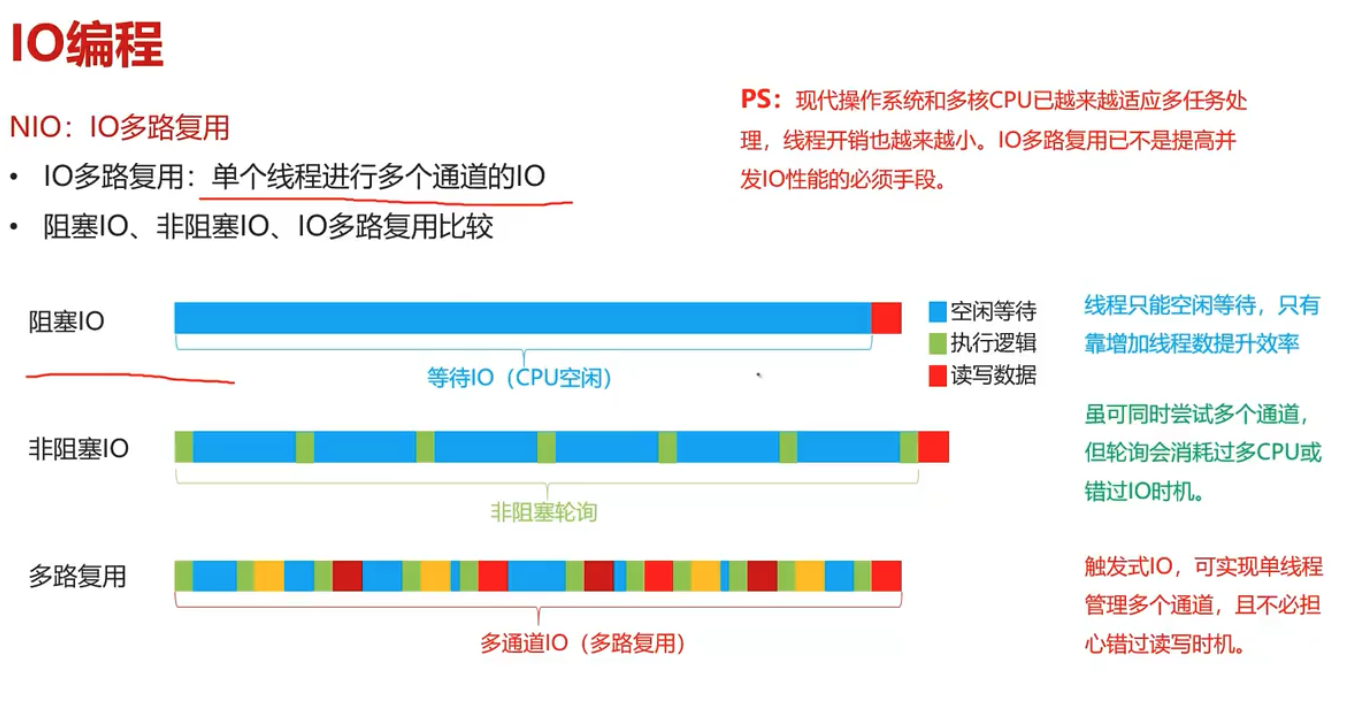 IO编程
NIO：IO多路复用
• IO多路复用：单个线程进行多个通道的IO
• 阻塞IO、非阻塞IO、IO多路复用比较
PS：现代操作系统和多核CPU已越来越适应多任务处
理，线程开销也越来越小。IO多路复用已不是提高并
发IO性能的必须手段。
阻塞IO
等待IO（CPU空闲）
空闲等待
执行逻辑
读写数据
线程只能空闲等待，只有
靠增加线程数提升效率
非阻塞IO
非阻塞轮询
虽可同时尝试多个通道，
但轮询会消耗过多CPU或
错过IO时机。
多路复用
多通道IO（多路复用）
触发式IO，可实现单线程
管理多个通道，且不必担
心错过读写时机。